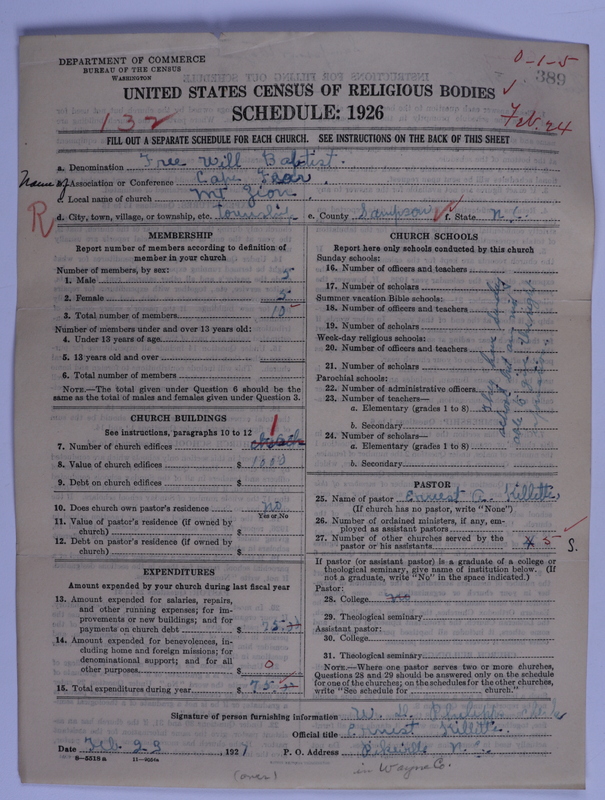 DEPARTMENT OF COMMERCE
BUREAU OF THE CENSUS
WASHINGTON
0-1-5
389
UNITED STATES CENSUS OF RELIGIOUS BODIES
SCHEDULE: 1926
132
Feb. 24
FILL OUT A SEPARATE SCHEDULE FOR EACH CHURCH. SEE INSTRUCTIONS ON THE BACK OF THIS SHEET
a. Denomination Free Will Baptist.
Name of Association or Conference Cape Fear
c. Local name of church Mt Zion
R
d. City, town, village, or township, etc. Township e. County Sampson f. State N.C.
MEMBERSHIP
Report number of members according to definition of member in your church
Number of members, by sex:
1. Male 5
2. Female 5
3. Total number of members 10
Number of members under and over 13 years old:
4. Under 13 years of age
5. 13 years old and over
6. Total number of members
NOTE.—The total given under Question 6 should be the same as the total of males and females given under Question 3.
CHURCH BUILDINGS
See instructions, paragraphs 10 to 12
7. Number of church edifices 1
8. Value of church edifices $ 1000
9. Debt on church edifices $
10. Does church own pastor's residence No
Yes or No
11. Value of pastor's residence (if owned by church) $
12. Debt on pastor's residence (if owned by church) $
EXPENDITURES
Amount expended by your church during last fiscal year
13. Amount expended for salaries, repairs, and other running expenses; for improvements or new buildings; and for payments on church debt $ 75.
14. Amount expended for benevolences, including home and foreign missions; for denominational support; and for all other purposes. $ 0
15. Total expenditures during year $ 75.
CHURCH SCHOOLS
Report here only schools conducted by this church
Sunday schools:
16. Number of officers and teachers
17. Number of scholars
Summer vacation Bible schools:
18. Number of officers and teachers
19. Number of scholars
Week-day religious schools:
20. Number of officers and teachers
21. Number of scholars
Parochial schools:
22. Number of administrative officers
23. Number of teachers—
a. Elementary (grades 1 to 8)
b. Secondary
24. Number of scholars—
a. Elementary (grades 1 to 8)
b. Secondary
PASTOR
25. Name of pastor Ernest A. Killette
(If church has no pastor, write "None")
26. Number of ordained ministers, if any, employed as assistant pastors
27. Number of other churches served by the pastor or his assistants 5 S.
If pastor (or assistant pastor) is a graduate of a college or theological seminary, give name of institution below. (If not a graduate, write "No" in the space indicated.)
Pastor:
28. College No
29. Theological seminary
Assistant pastor:
30. College
31. Theological seminary
NOTE.—Where one pastor serves two or more churches, Questions 28 and 29 should be answered only on the schedule for one of the churches; on the schedules for the other churches, write "See schedule for church."
Signature of person furnishing information
Official title Ernest Killette
Date Feb 22, 192 P. O. Address N. C.
8—5518 a
(over)
in Wayne Co.